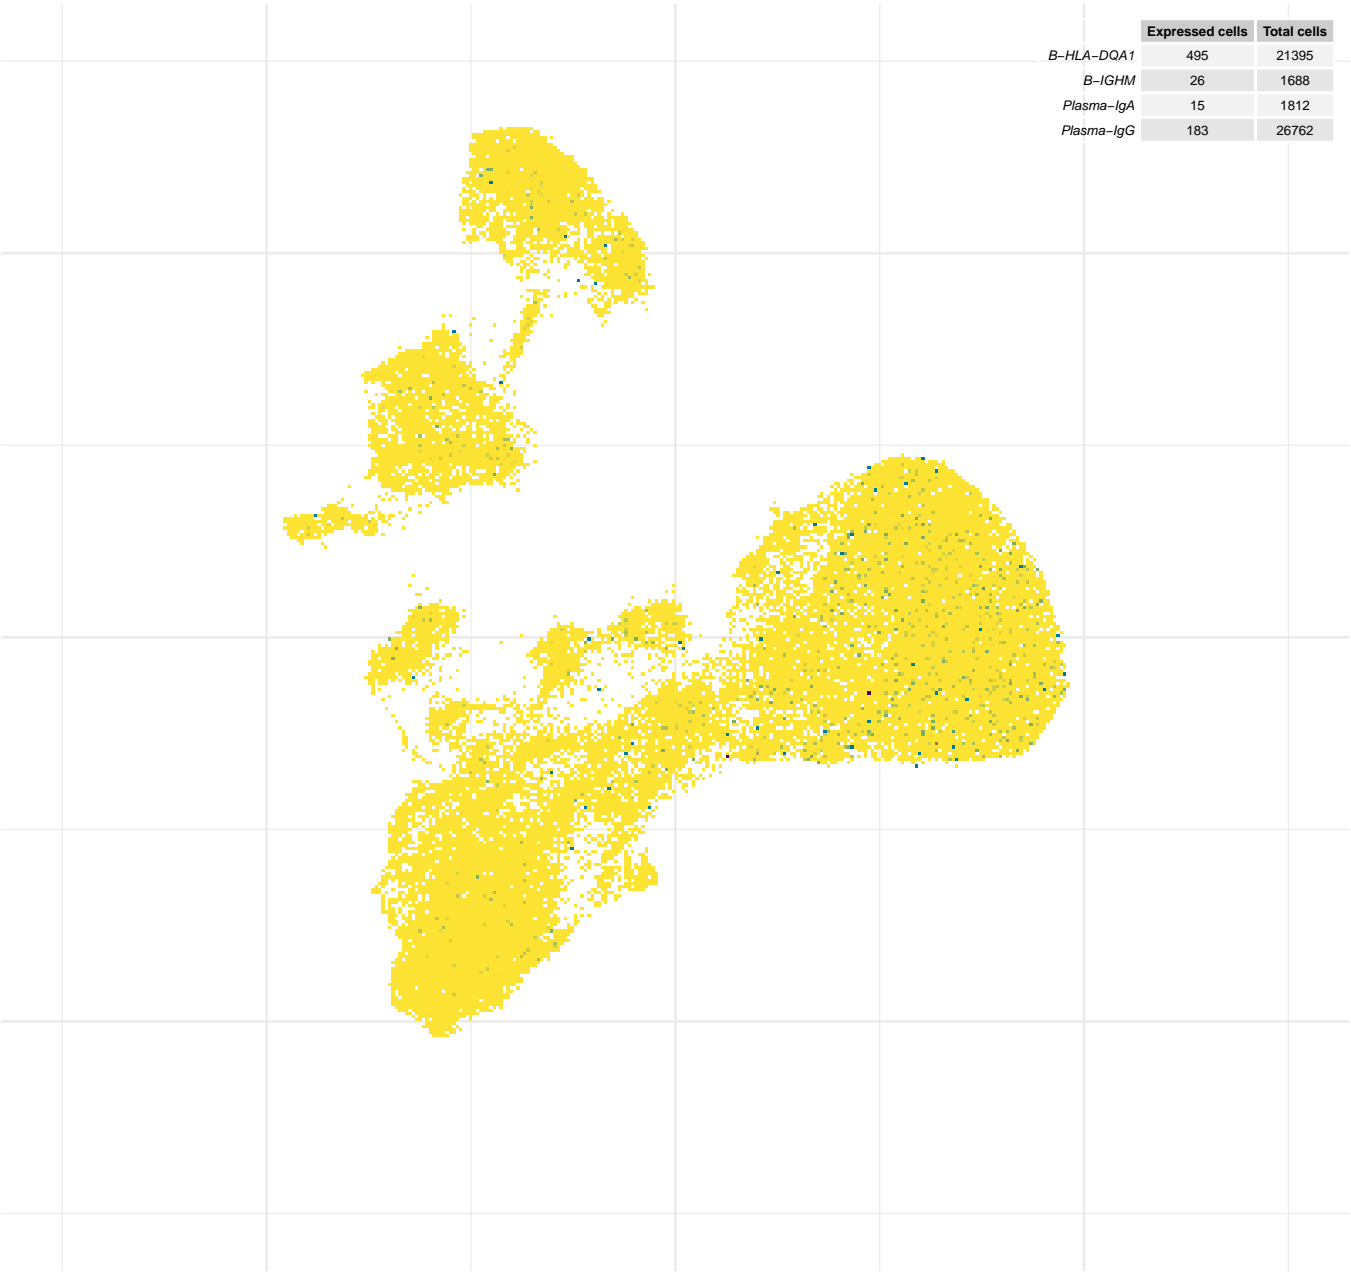 Expressed cells Total cells
B−HLA−DQA1 495 21395
B−IGHM 26 1688
Plasma−IgA 15 1812
Plasma−IgG 183 26762